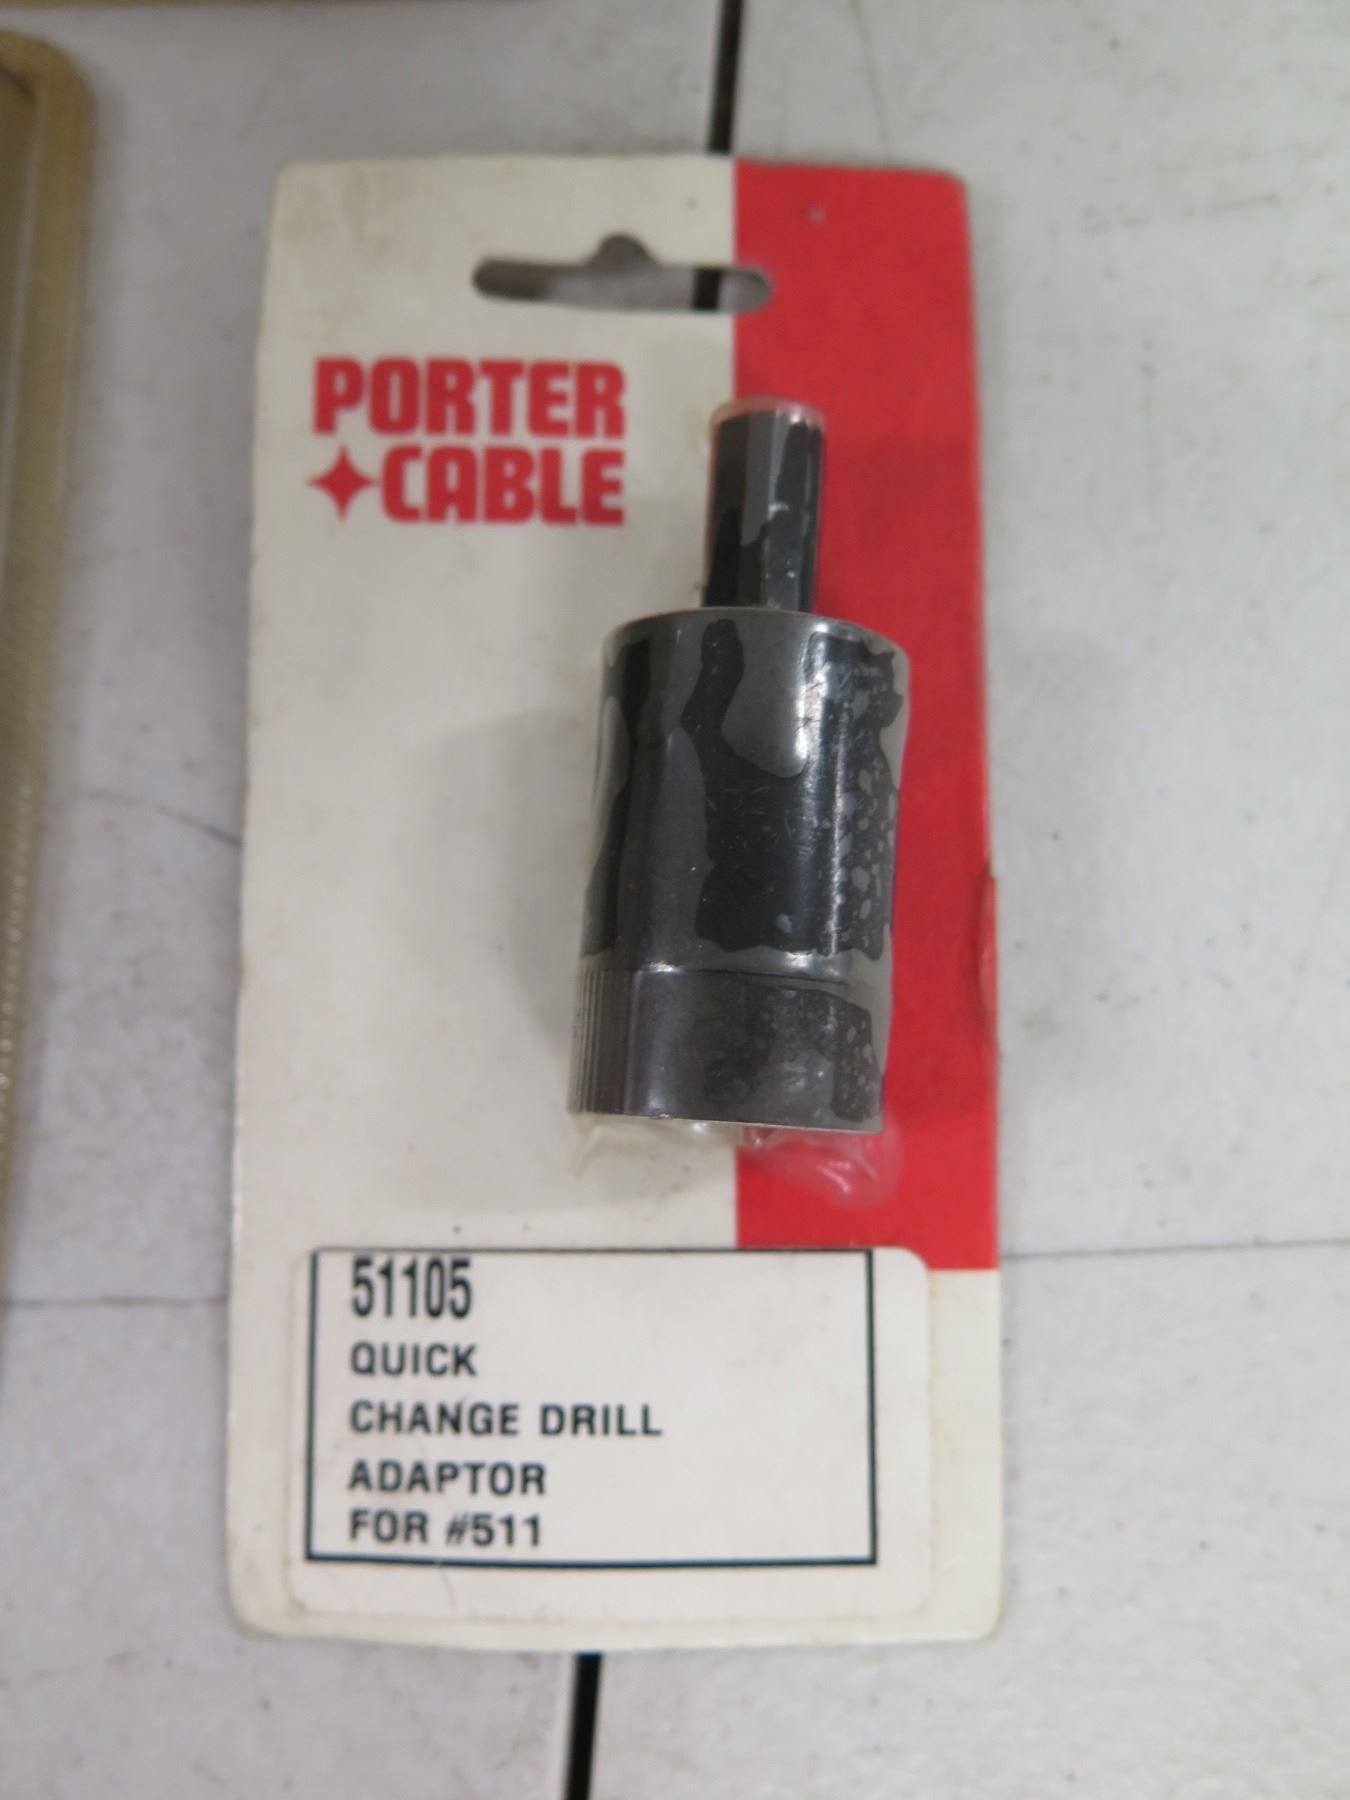 PORTER
CABLE
51105
QUICK
CHANGE DRILL
ADAPTOR
FOR #511